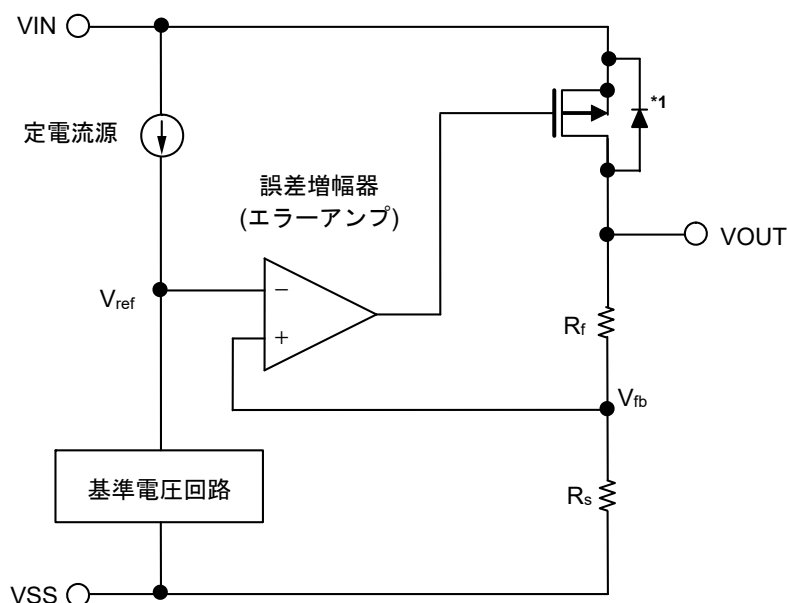 VIN
*1
定電流源
誤差増幅器
(エラーアンプ)
VOUT
Vref
−
+
Rf
Vfb
基準電圧回路
Rs
VSS